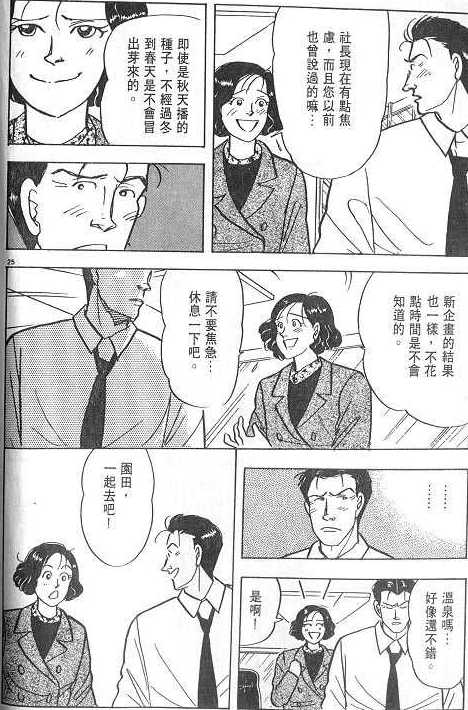 社長現在有點焦
慮，而且您以前
也曾說過的嘛…
即使是秋天播的
種子，不經過冬
到春天是不會冒
出芽來的。
25
新企畫的結果
也一樣，不花
點時間是不會
知道的。
請不要焦急…
休息一下吧。
……
……
溫泉嗎…
好像還不錯。
是啊！
園田，
一起去吧！